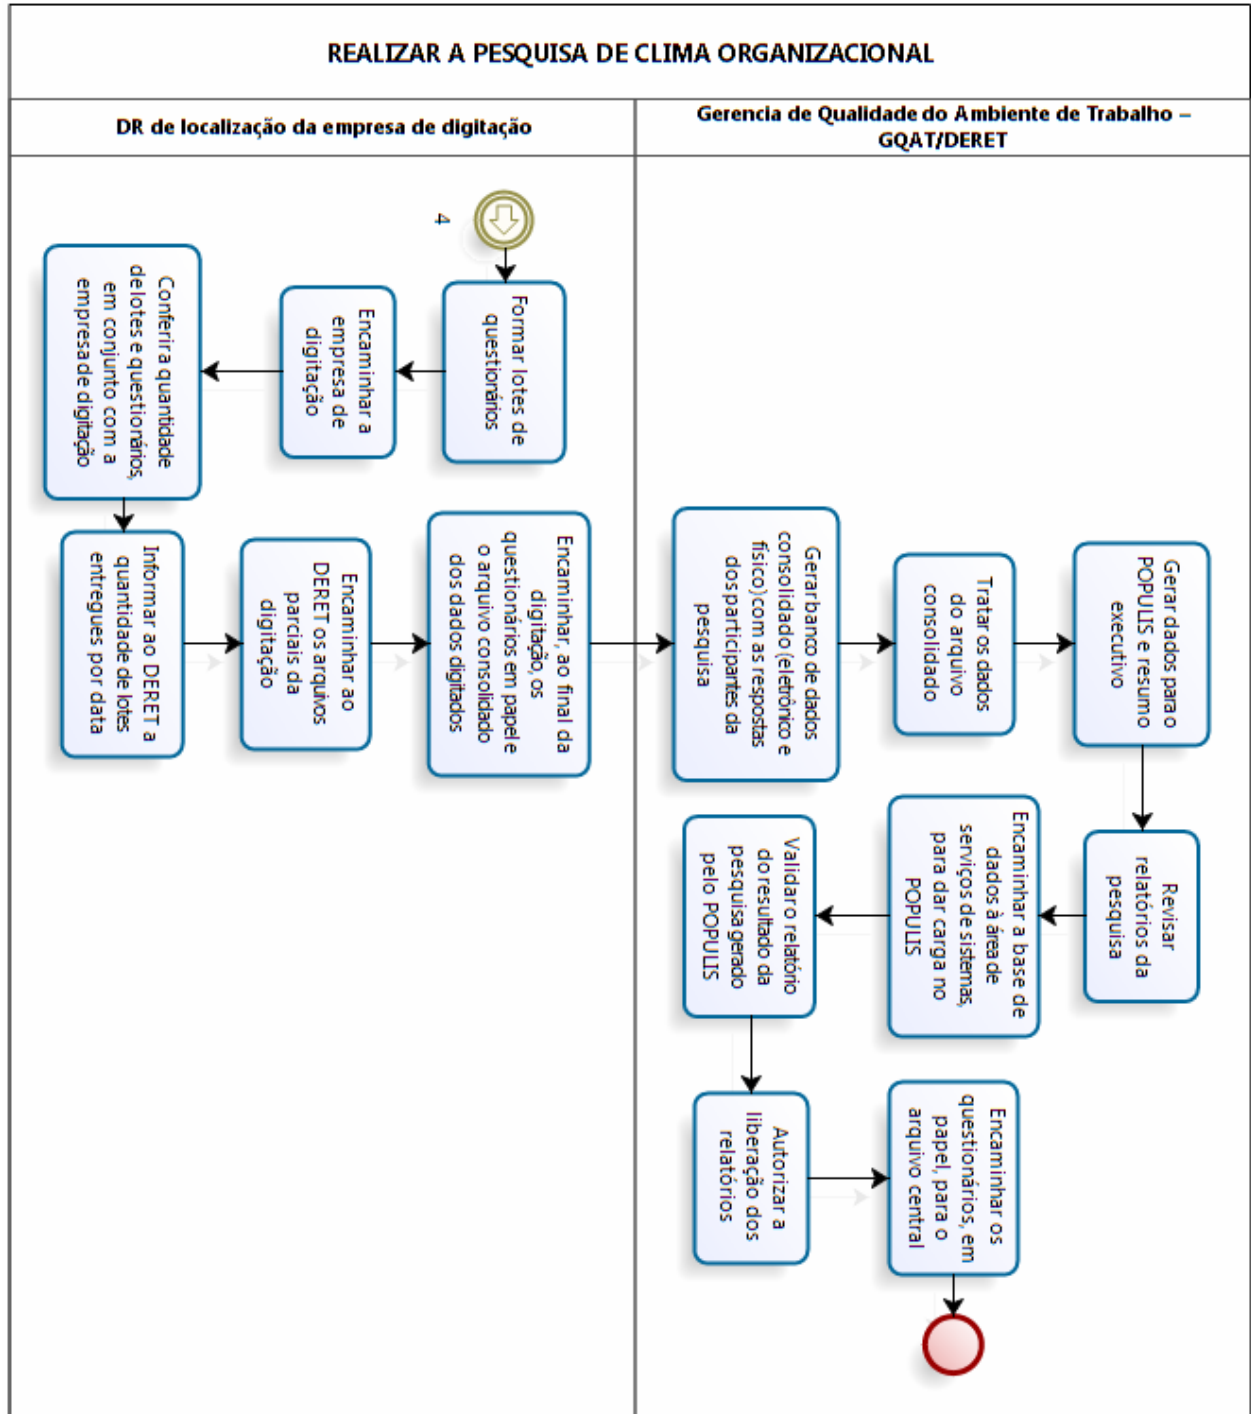 REALIZAR A PESQUISA DE CLIMA ORGANIZACIONAL
DR de localização da empresa de digitação
Gerencia de Qualidade do Ambiente de Trabalho –
GQAT/DERET
4
Formar lotes de
questionários
Encaminhar a
empresa de
digitação
Conferir a quantidade
de lotes e questionários,
em conjunto com a
empresa de digitação
Informar ao DERET a
quantidade de lotes
entregues por data
Encaminhar ao
DERET os arquivos
parciais da
digitação
Encaminhar, ao final da
digitação, os
questionários em papel e
o arquivo consolidado
dos dados digitados
Gerar banco de dados
consolidado (eletrônico e
físico) com as respostas
dos participantes da
pesquisa
Tratar os dados
do arquivo
consolidado
Gerar dados para o
POPULIS e resumo
executivo
Revisar
relatórios da
pesquisa
Encaminhar a base de
dados à área de
serviços de sistemas,
para dar carga no
POPULIS
Validar o relatório
do resultado da
pesquisa gerado
pelo POPULIS
Autorizar a
liberação dos
relatórios
Encaminhar os
questionários, em
papel, para o
arquivo central